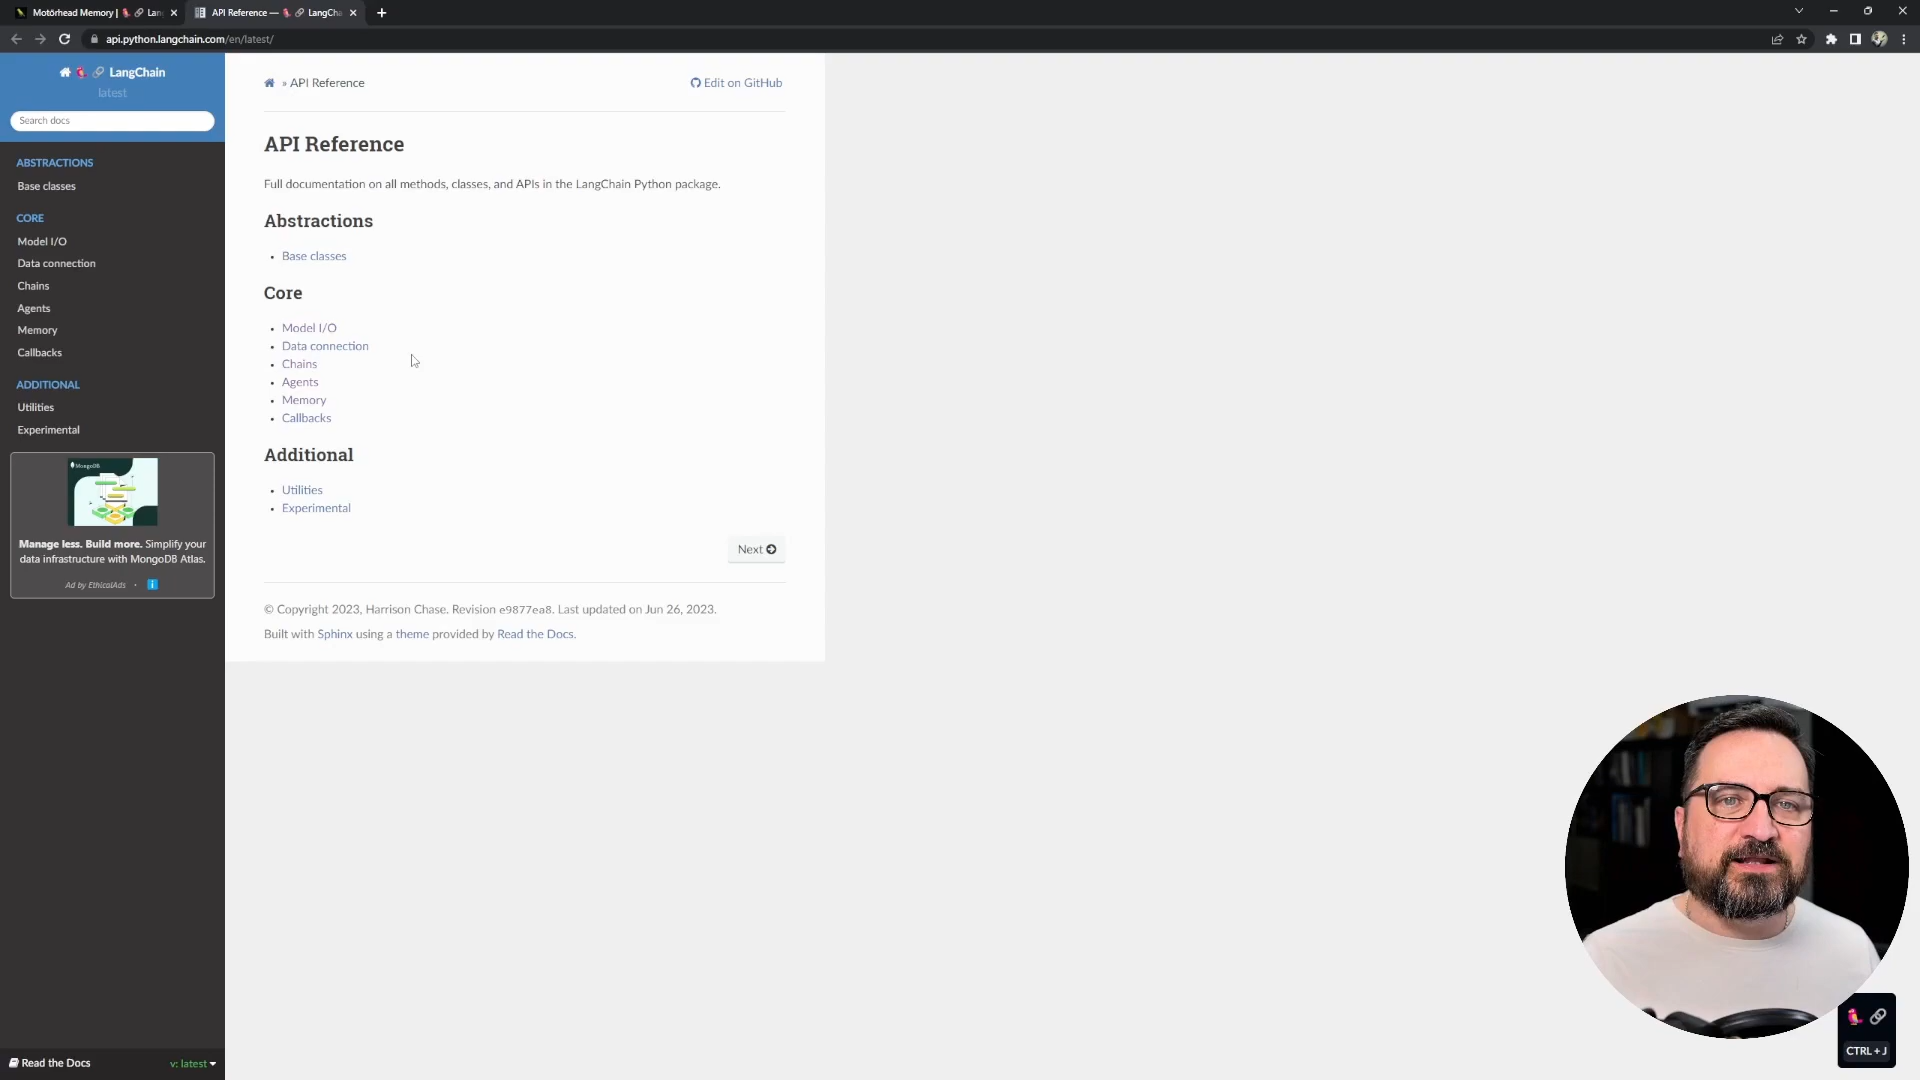 Motörhead Memory | 🦜 🔗 Lan
API Reference — 🦜 🔗 LangCha
api.python.langchain.com/en/latest/
LangChain
latest
Search docs
ABSTRACTIONS
Base classes
CORE
Model I/O
Data connection
Chains
Agents
Memory
Callbacks
ADDITIONAL
Utilities
Experimental
MongoDB
Manage less. Build more. Simplify your
data infrastructure with MongoDB Atlas.
Ad by EthicalAds ·
Read the Docs
v: latest
» API Reference
Edit on GitHub
API Reference
Full documentation on all methods, classes, and APIs in the LangChain Python package.
Abstractions
• Base classes
Core
• Model I/O
• Data connection
• Chains
• Agents
• Memory
• Callbacks
Additional
• Utilities
• Experimental
Next
© Copyright 2023, Harrison Chase. Revision e9877ea8. Last updated on Jun 26, 2023.
Built with Sphinx using a theme provided by Read the Docs.
CTRL + J